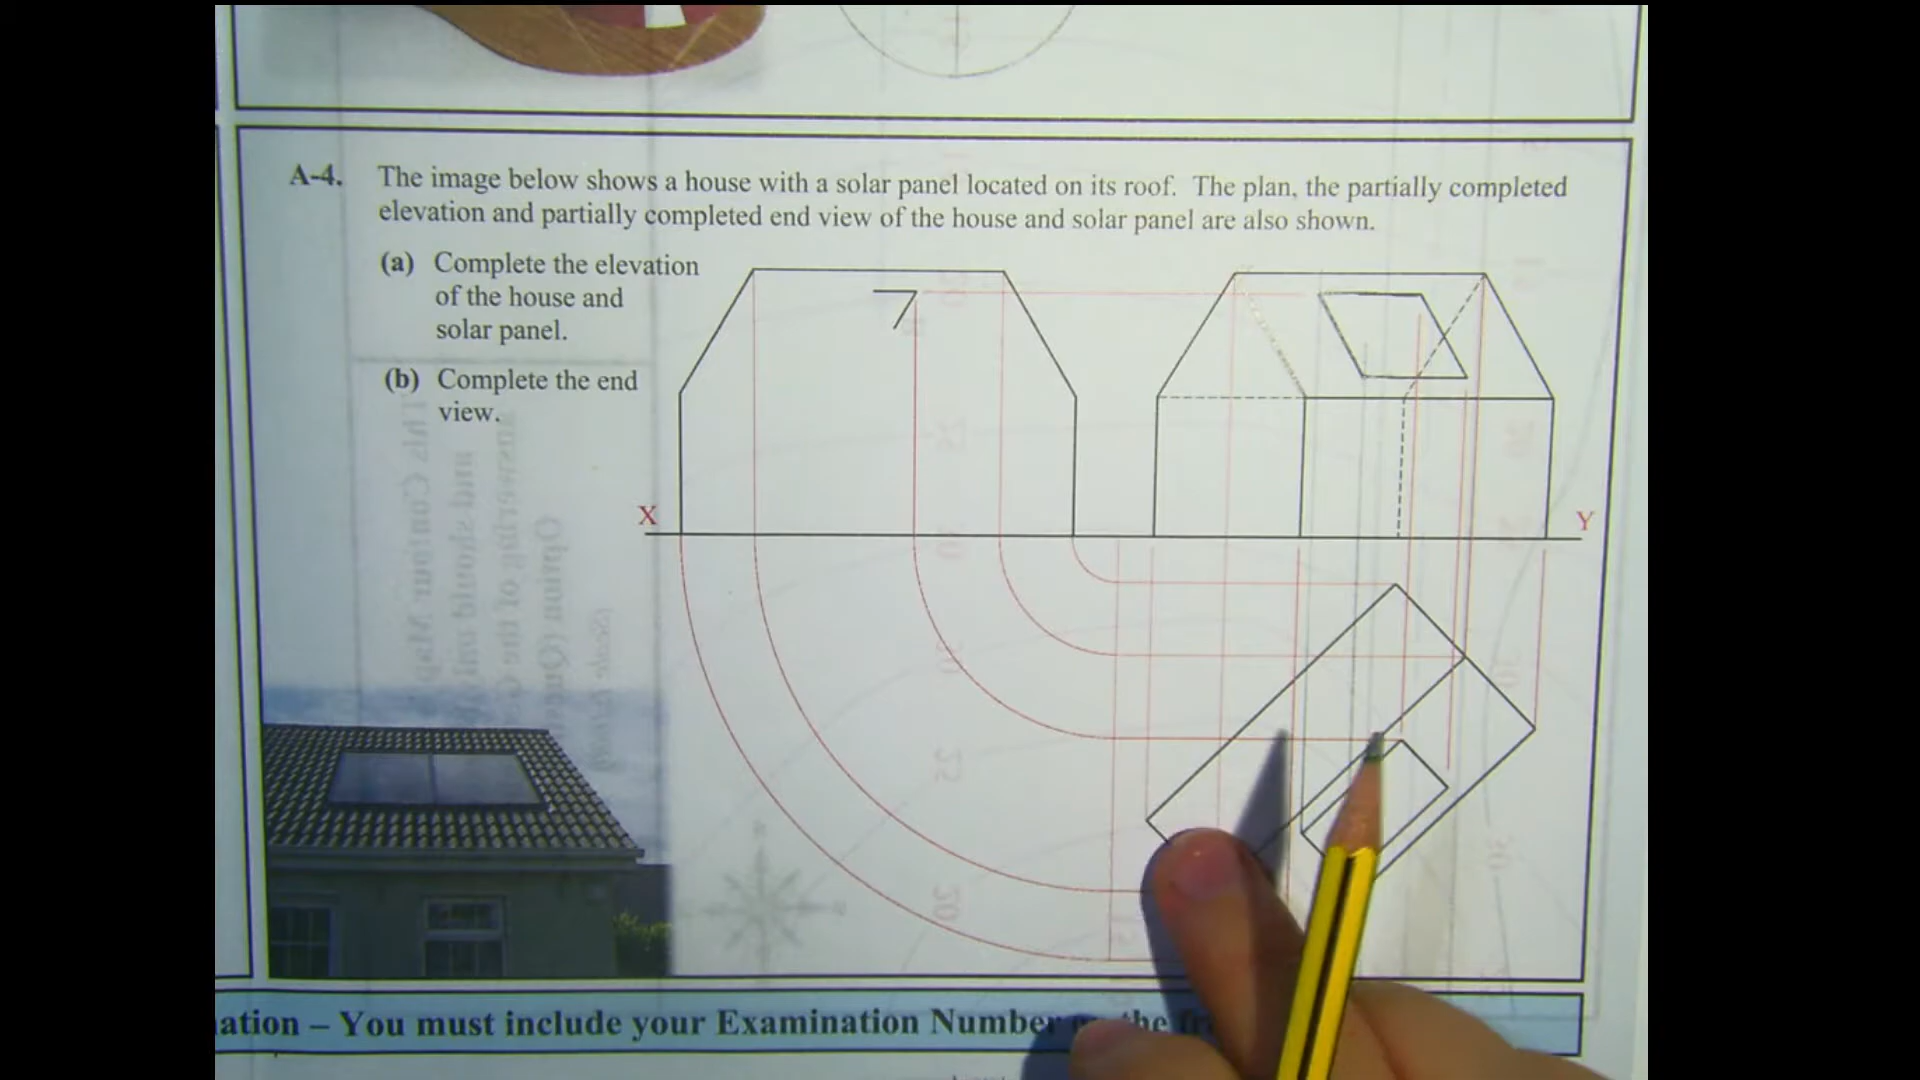 A-4. The image below shows a house with a solar panel located on its roof. The plan, the partially completed
elevation and partially completed end view of the house and solar panel are also shown.
(a) Complete the elevation
of the house and
solar panel.
(b) Complete the end
view.
X
Y
ation – You must include your Examination Number the